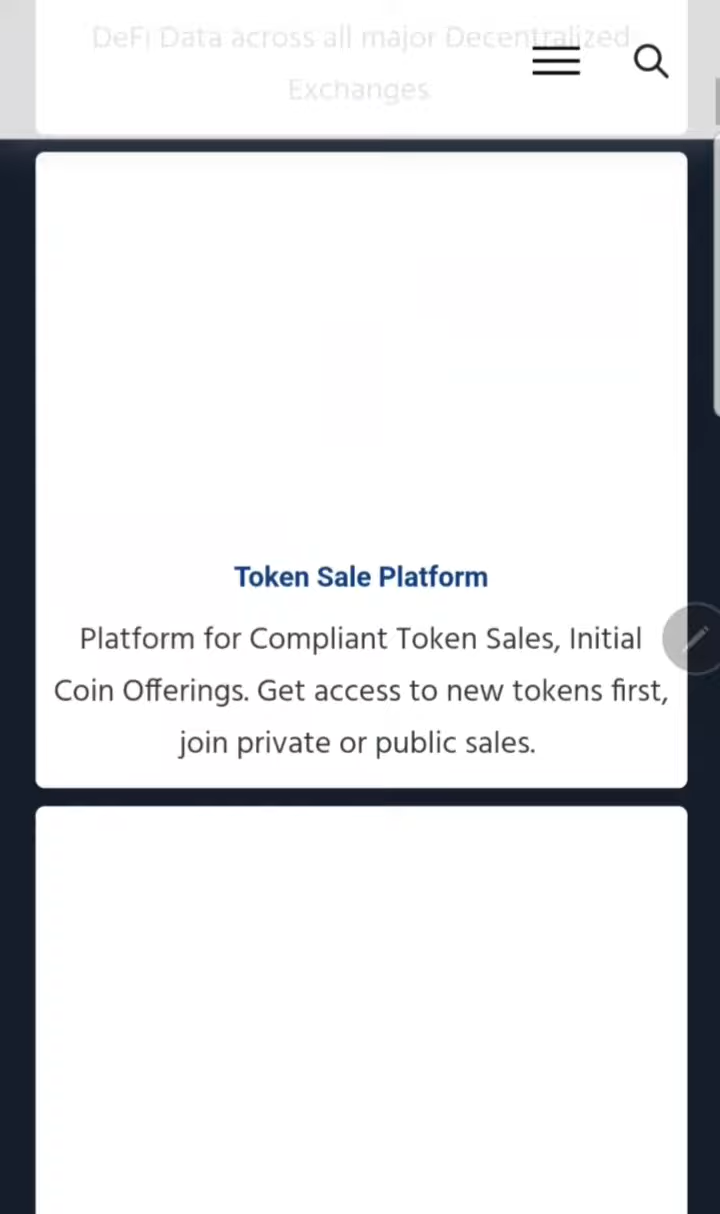 DeFi Data across all major Decentralized
Exchanges
Token Sale Platform
Platform for Compliant Token Sales, Initial
Coin Offerings. Get access to new tokens first,
join private or public sales.